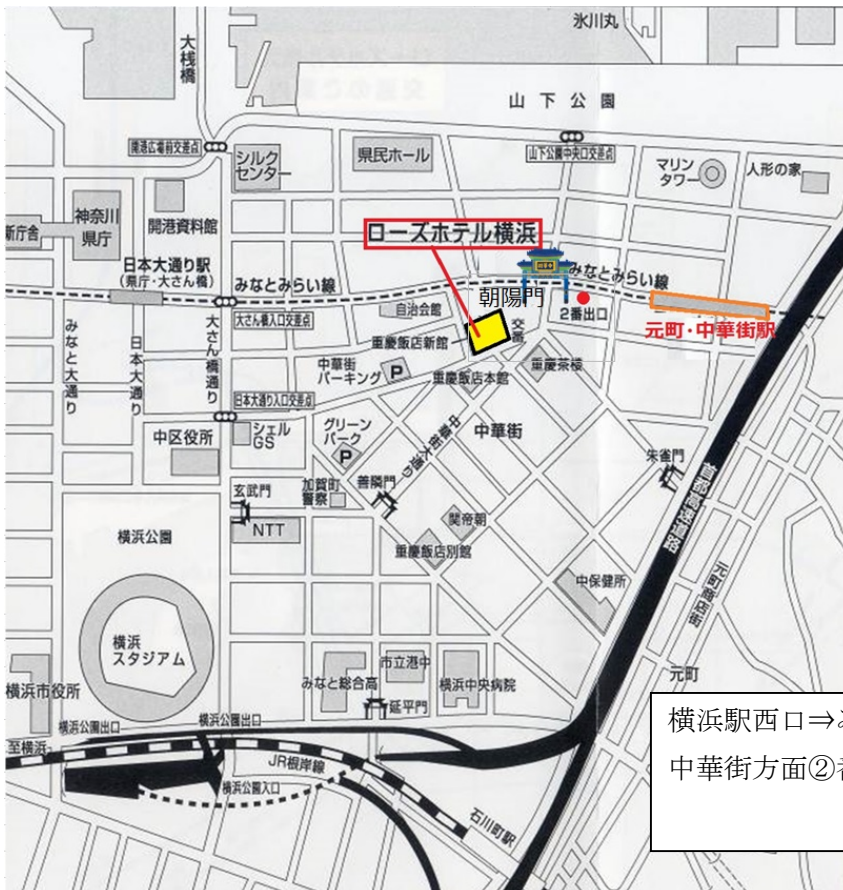 氷川丸
大桟橋
山下公園
開港広場前交差点
シルク
センター
県民ホール
山下公園中央口交差点
マリン
タワー
人形の家
神奈川
県庁
新庁舎
開港資料館
ローズホテル横浜
日本大通り駅
(県庁・大さん橋)
みなとみらい線
みなとみらい線
朝陽門
2番出口
元町・中華街駅
自治会館
交番
大さん橋入口交差点
重慶飯店新館
みなと大通り
日本大通り
大さん橋通り
中華街
パーキング
P
重慶飯店本館
重慶茶楼
日本大通り入口交差点
中区役所
シェル
GS
グリーン
パーク
P
中華街大通り
中華街
朱雀門
首都高速道路
玄武門
加賀町
警察
善隣門
横浜公園
NTT
関帝廟
重慶飯店別館
中保健所
元町商店街
横浜
スタジアム
横浜市役所
みなと総合高
市立港中
横浜中央病院
元町
延平門
横浜公園出口
横浜公園出口
至横浜
JR根岸線
横浜公園入口
石川町駅
横浜駅西口⇒
中華街方面②